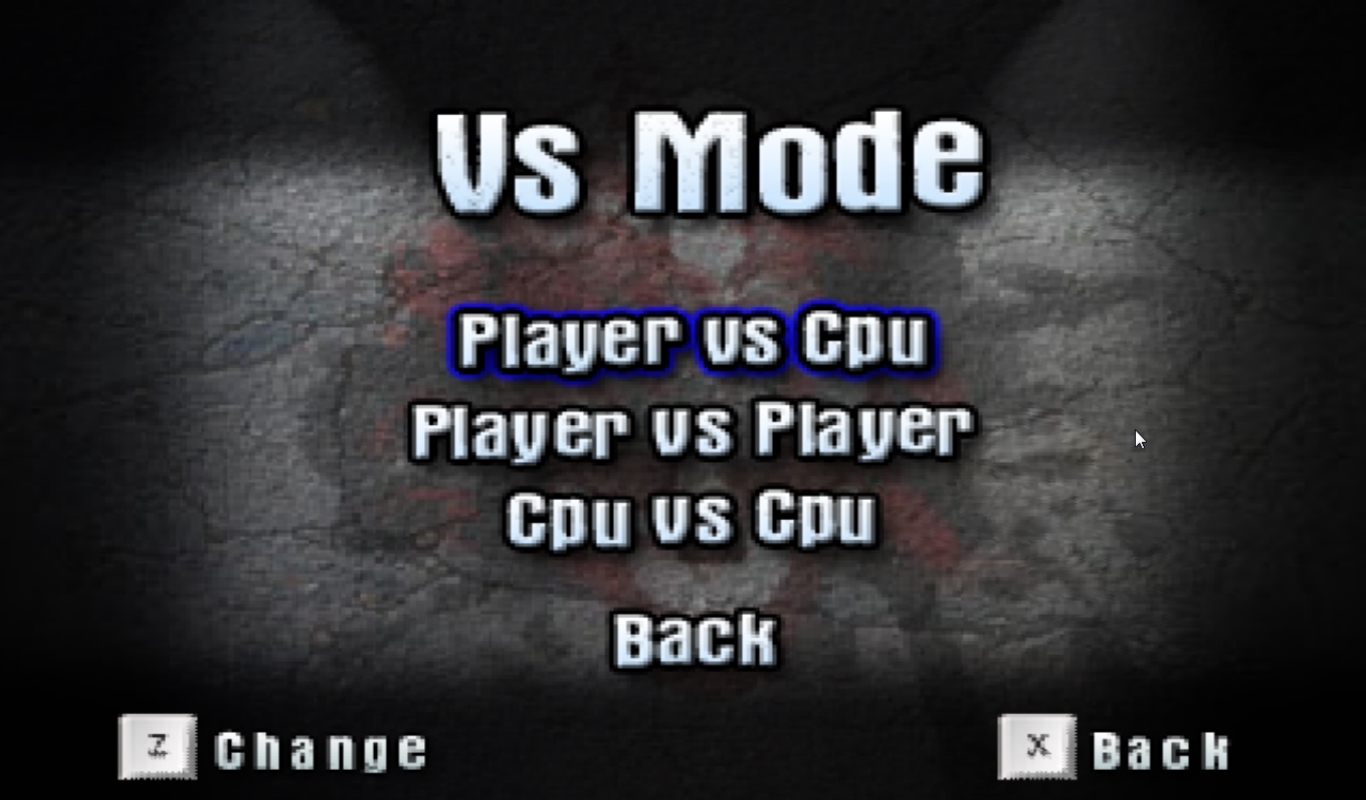 Vs Mode
Player vs Cpu
Player vs Player
Cpu vs Cpu
Back
Z Change
X Back